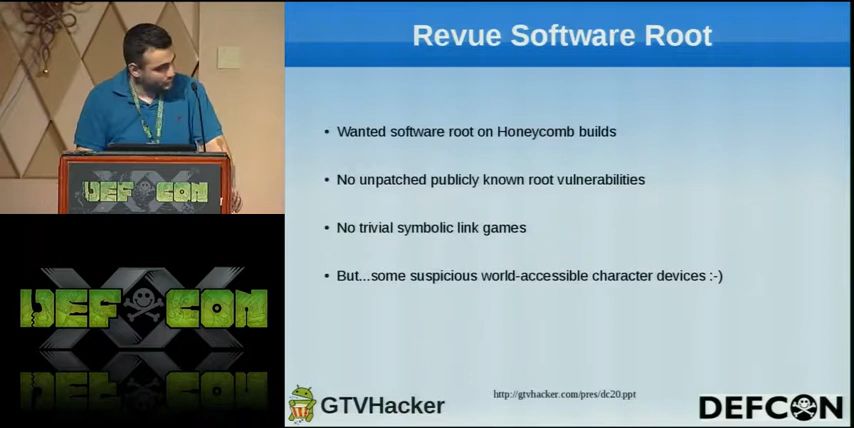 Revue Software Root
• Wanted software root on Honeycomb builds
• No unpatched publicly known root vulnerabilities
• No trivial symbolic link games
• But...some suspicious world-accessible character devices :-)
DEF CON
XX
DEF CON
GTVHacker
http://gtvhacker.com/pres/dc20.ppt
DEFCON